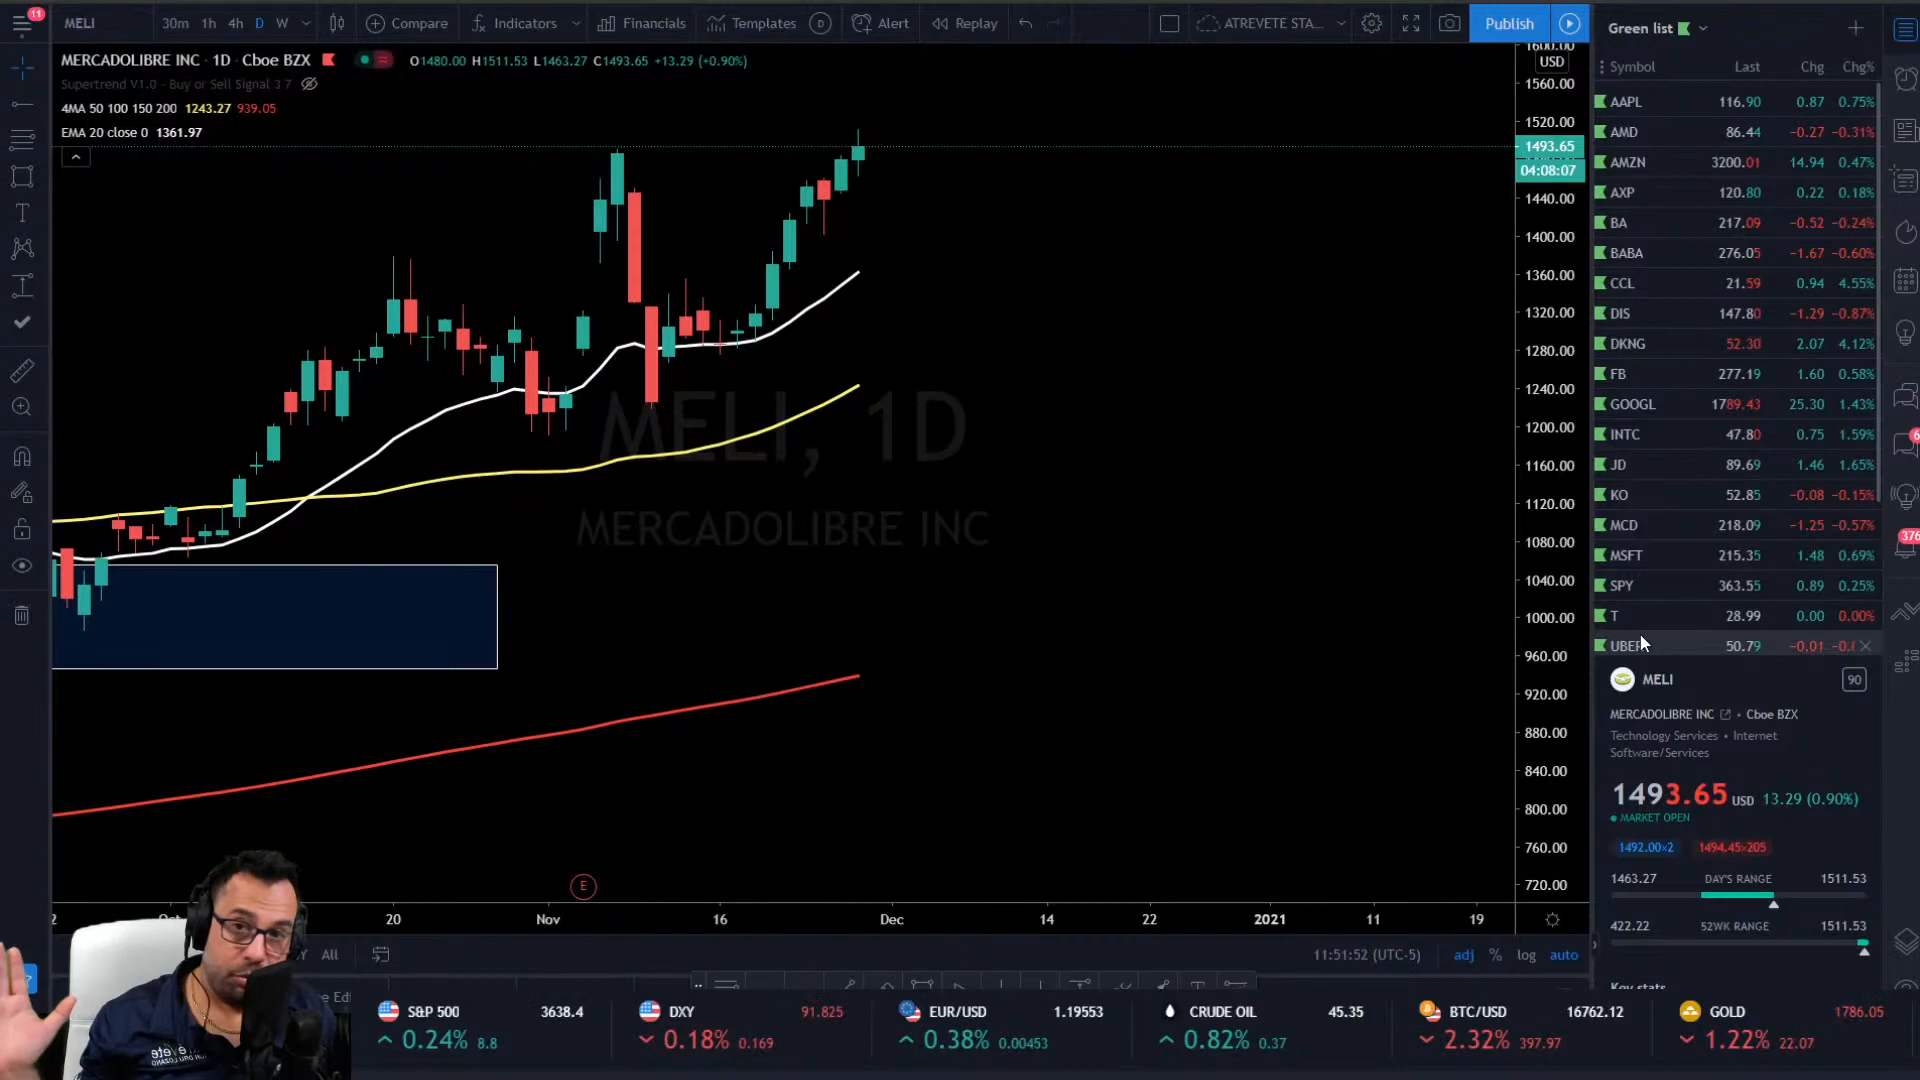 11
MELI 30m 1h 4h D W Compare Indicators Financials Templates D Alert Replay ATREVETE STA... Publish
MERCADOLIBRE INC · 1D · Cboe BZX O1480.00 H1511.53 L1463.27 C1493.65 +13.29 (+0.90%)
Supertrend V1.0 - Buy or Sell Signal 3 7
4MA 50 100 150 200 1243.27 939.05
EMA 20 close 0 1361.97
MELI, 1D
MERCADOLIBRE INC
1600.00
USD
1560.00
1520.00
1493.65
04:08:07
1440.00
1400.00
1360.00
1320.00
1280.00
1240.00
1200.00
1160.00
1120.00
1080.00
1040.00
1000.00
960.00
920.00
880.00
840.00
800.00
760.00
720.00
E
20 Nov 16 Dec 14 22 2021 11 19
All 11:51:52 (UTC-5) adj % log auto
Green list
Symbol Last Chg Chg%
AAPL 116.90 0.87 0.75%
AMD 86.44 −0.27 −0.31%
AMZN 3200.01 14.94 0.47%
AXP 120.80 0.22 0.18%
BA 217.09 −0.52 −0.24%
BABA 276.05 −1.67 −0.60%
CCL 21.59 0.94 4.55%
DIS 147.80 −1.29 −0.87%
DKNG 52.30 2.07 4.12%
FB 277.19 1.60 0.58%
GOOGL 1789.43 25.30 1.43%
INTC 47.80 0.75 1.59%
JD 89.69 1.46 1.65%
KO 52.85 −0.08 −0.15%
MCD 218.09 −1.25 −0.57%
MSFT 215.35 1.48 0.69%
SPY 363.55 0.89 0.25%
T 28.99 0.00 0.00%
UBER 50.79 −0.01
MELI 90
MERCADOLIBRE INC • Cboe BZX
Technology Services • Internet
Software/Services
1493.65 USD 13.29 (0.90%)
MARKET OPEN
1492.00×2 1494.45×205
1463.27 DAY'S RANGE 1511.53
422.22 52WK RANGE 1511.53
Key stats
6
376
S&P 500 3638.4
0.24% 8.8
DXY 91.825
0.18% 0.169
EUR/USD 1.19553
0.38% 0.00453
CRUDE OIL 45.35
0.82% 0.37
BTC/USD 16762.12
2.32% 397.97
GOLD 1786.05
1.22% 22.07